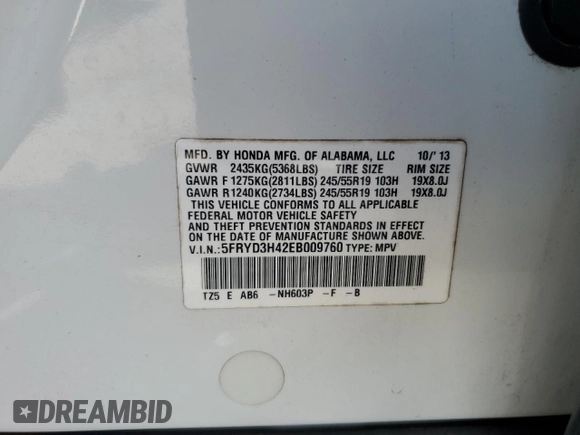 MFD. BY HONDA MFG. OF ALABAMA, LLC 10/'13
GVWR 2435KG(5368LBS) TIRE SIZE RIM SIZE
GAWR F 1275KG(2811LBS) 245/55R19 103H 19X8.0J
GAWR R 1240KG(2734LBS) 245/55R19 103H 19X8.0J
THIS VEHICLE CONFORMS TO ALL APPLICABLE
FEDERAL MOTOR VEHICLE SAFETY
AND THEFT PREVENTION STANDARDS IN EFFECT
ON THE DATE OF MANUFACTURE SHOWN ABOVE.
V.I.N.:5FRYD3H42EB009760 TYPE: MPV
TZ5 E AB6 -NH603P -F -B
DREAMBID